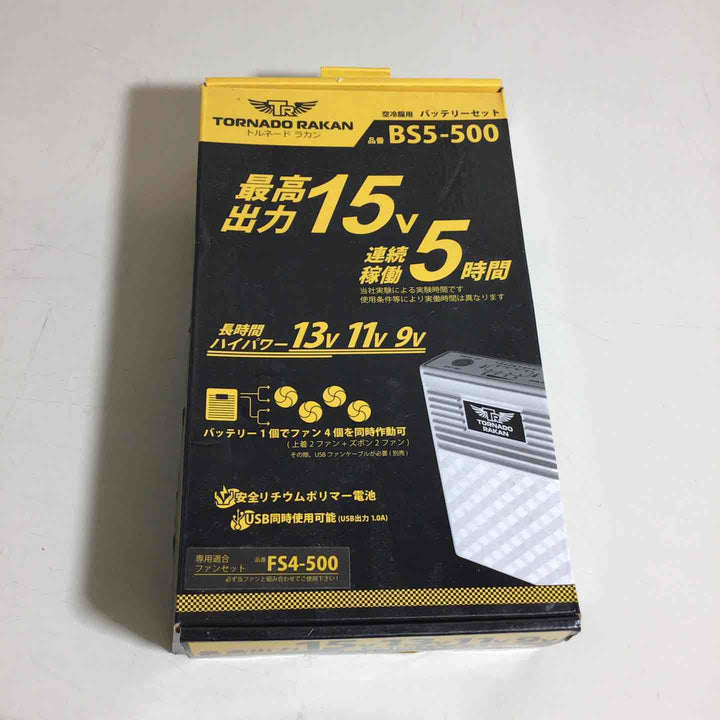 TR
TORNADO RAKAN
トルネード ラカン
空冷服用 バッテリーセット
品番 BS5-500
最高出力 15V
連続稼働 5時間
当社実験による実験時間です
使用条件等により実働時間は異なります
長時間ハイパワー 13V 11V 9V
バッテリー1個でファン4個を同時作動可
(上着2ファン+ズボン2ファン)
その際、USBファンケーブルが必要(別売)
TR
TORNADO
RAKAN
安全リチウムポリマー電池
USB同時使用可能 (USB出力 1.0A)
専用適合ファンセット 品番 FS4-500
必ず当ファンと組み合わせてご使用下さい!